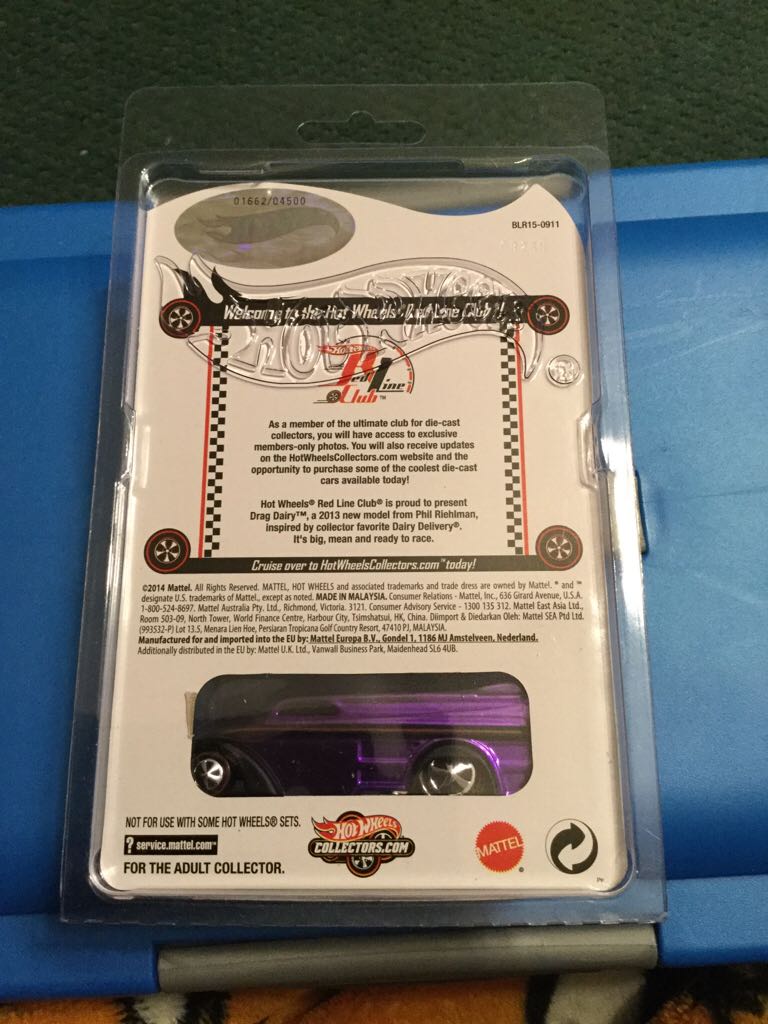 01662/04500
BLR15-0911
Welcome to the Hot Wheels® Red Line Club™!
HOT WHEELS
Hot Wheels
Red Line
Club™
As a member of the ultimate club for die-cast
collectors, you will have access to exclusive
members-only photos. You will also receive updates
on the HotWheelsCollectors.com website and the
opportunity to purchase some of the coolest die-cast
cars available today!
Hot Wheels® Red Line Club® is proud to present
Drag Dairy™, a 2013 new model from Phil Riehlman,
inspired by collector favorite Dairy Delivery®.
It's big, mean and ready to race.
Cruise over to HotWheelsCollectors.com™ today!
©2014 Mattel. All Rights Reserved. MATTEL, HOT WHEELS and associated trademarks and trade dress are owned by Mattel. ® and ™
designate U.S. trademarks of Mattel, except as noted. MADE IN MALAYSIA. Consumer Relations - Mattel, Inc., 636 Girard Avenue, U.S.A.
1-800-524-8697. Mattel Australia Pty. Ltd., Richmond, Victoria. 3121. Consumer Advisory Service - 1300 135 312. Mattel East Asia Ltd.,
Room 503-09, North Tower, World Finance Centre, Harbour City, Tsimshatsui, HK, China. Diimport & Diedarkan Oleh: Mattel SEA Ptd Ltd.
(993532-P) Lot 13.5, Menara Lien Hoe, Persiaran Tropicana Golf Country Resort, 47410 PJ, MALAYSIA.
Manufactured for and imported into the EU by: Mattel Europa B.V., Gondel 1, 1186 MJ Amstelveen, Nederland.
Additionally distributed in the EU by: Mattel U.K. Ltd., Vanwall Business Park, Maidenhead SL6 4UB.
NOT FOR USE WITH SOME HOT WHEELS® SETS.
? service.mattel.com™
FOR THE ADULT COLLECTOR.
HOT WHEELS
COLLECTORS.COM
MATTEL®